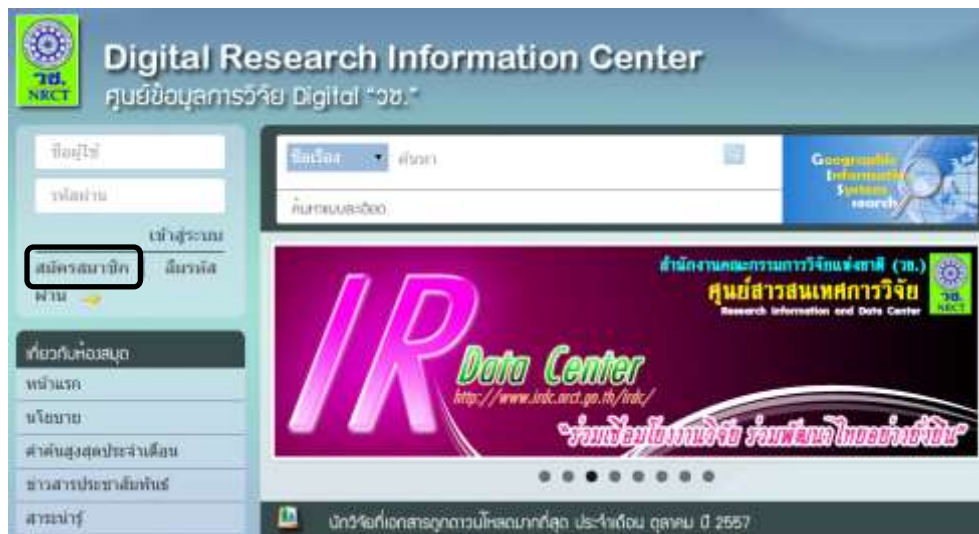 วช.
NRCT
Digital Research Information Center
ศูนย์ข้อมูลการวิจัย Digital "วช."
ชื่อผู้ใช้
รหัสผ่าน
เข้าสู่ระบบ
สมัครสมาชิก ลืมรหัส
ผ่าน
ชื่อเรื่อง ค้นหา
ค้นหาแบบละเอียด
Geographic
Information
System
search
เกี่ยวกับห้องสมุด
หน้าแรก
นโยบาย
คำค้นสูงสุดประจำเดือน
ข่าวสารประชาสัมพันธ์
สาระน่ารู้
สำนักงานคณะกรรมการวิจัยแห่งชาติ (วช.)
ศูนย์สารสนเทศการวิจัย
Research Information and Data Center
วช.
NRCT
IR
Data Center
http://www.irdc.nrct.go.th/irdc/
"ร่วมเชื่อมโยงงานวิจัย ร่วมพัฒนาไทยอย่างยั่งยืน"
นักวิจัยที่เอกสารถูกดาวน์โหลดมากที่สุด ประจำเดือน ตุลาคม ปี 2557